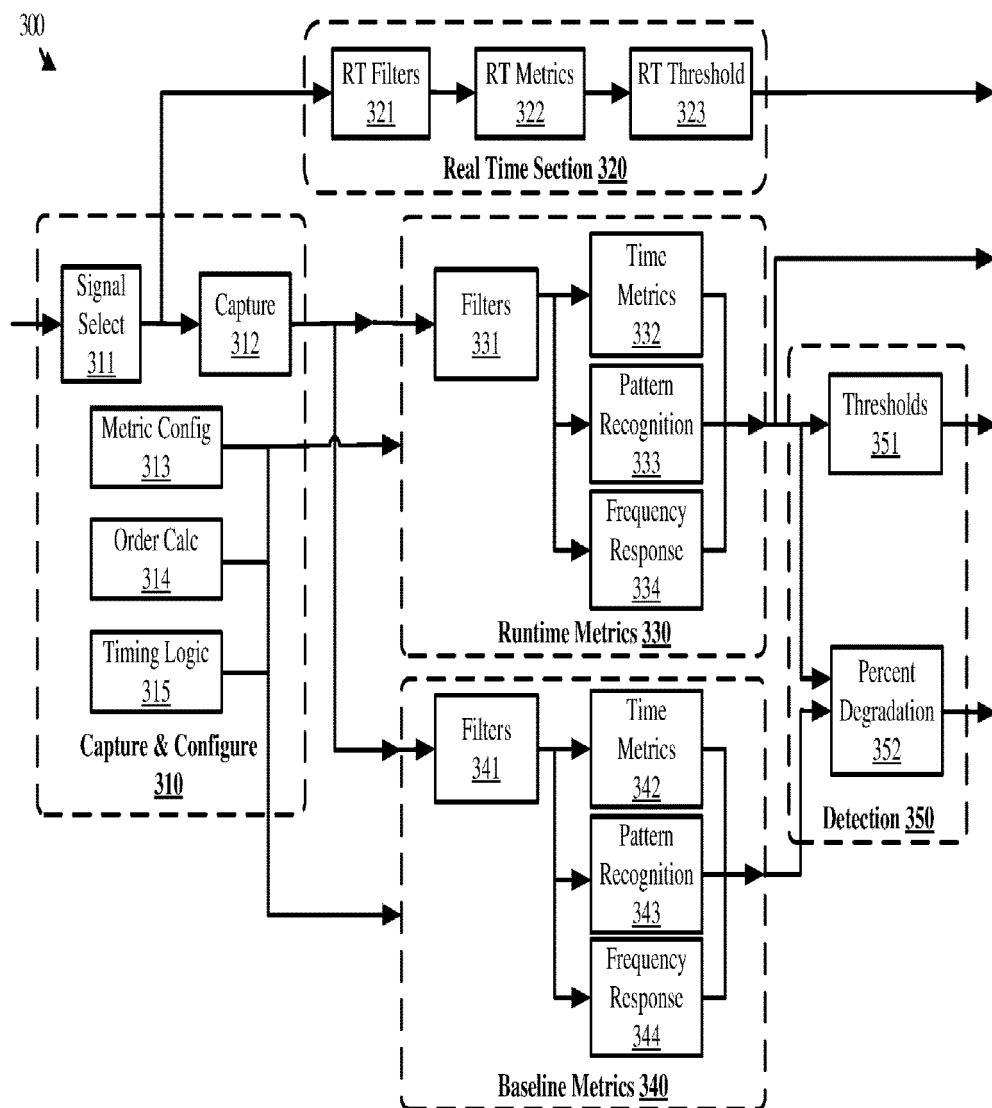 300
RT Filters
321
RT Metrics
322
RT Threshold
323
Real Time Section 320
Signal
Select
311
Capture
312
Metric Config
313
Order Calc
314
Timing Logic
315
Capture & Configure
310
Filters
331
Time
Metrics
332
Pattern
Recognition
333
Frequency
Response
334
Runtime Metrics 330
Filters
341
Time
Metrics
342
Pattern
Recognition
343
Frequency
Response
344
Baseline Metrics 340
Thresholds
351
Percent
Degradation
352
Detection 350